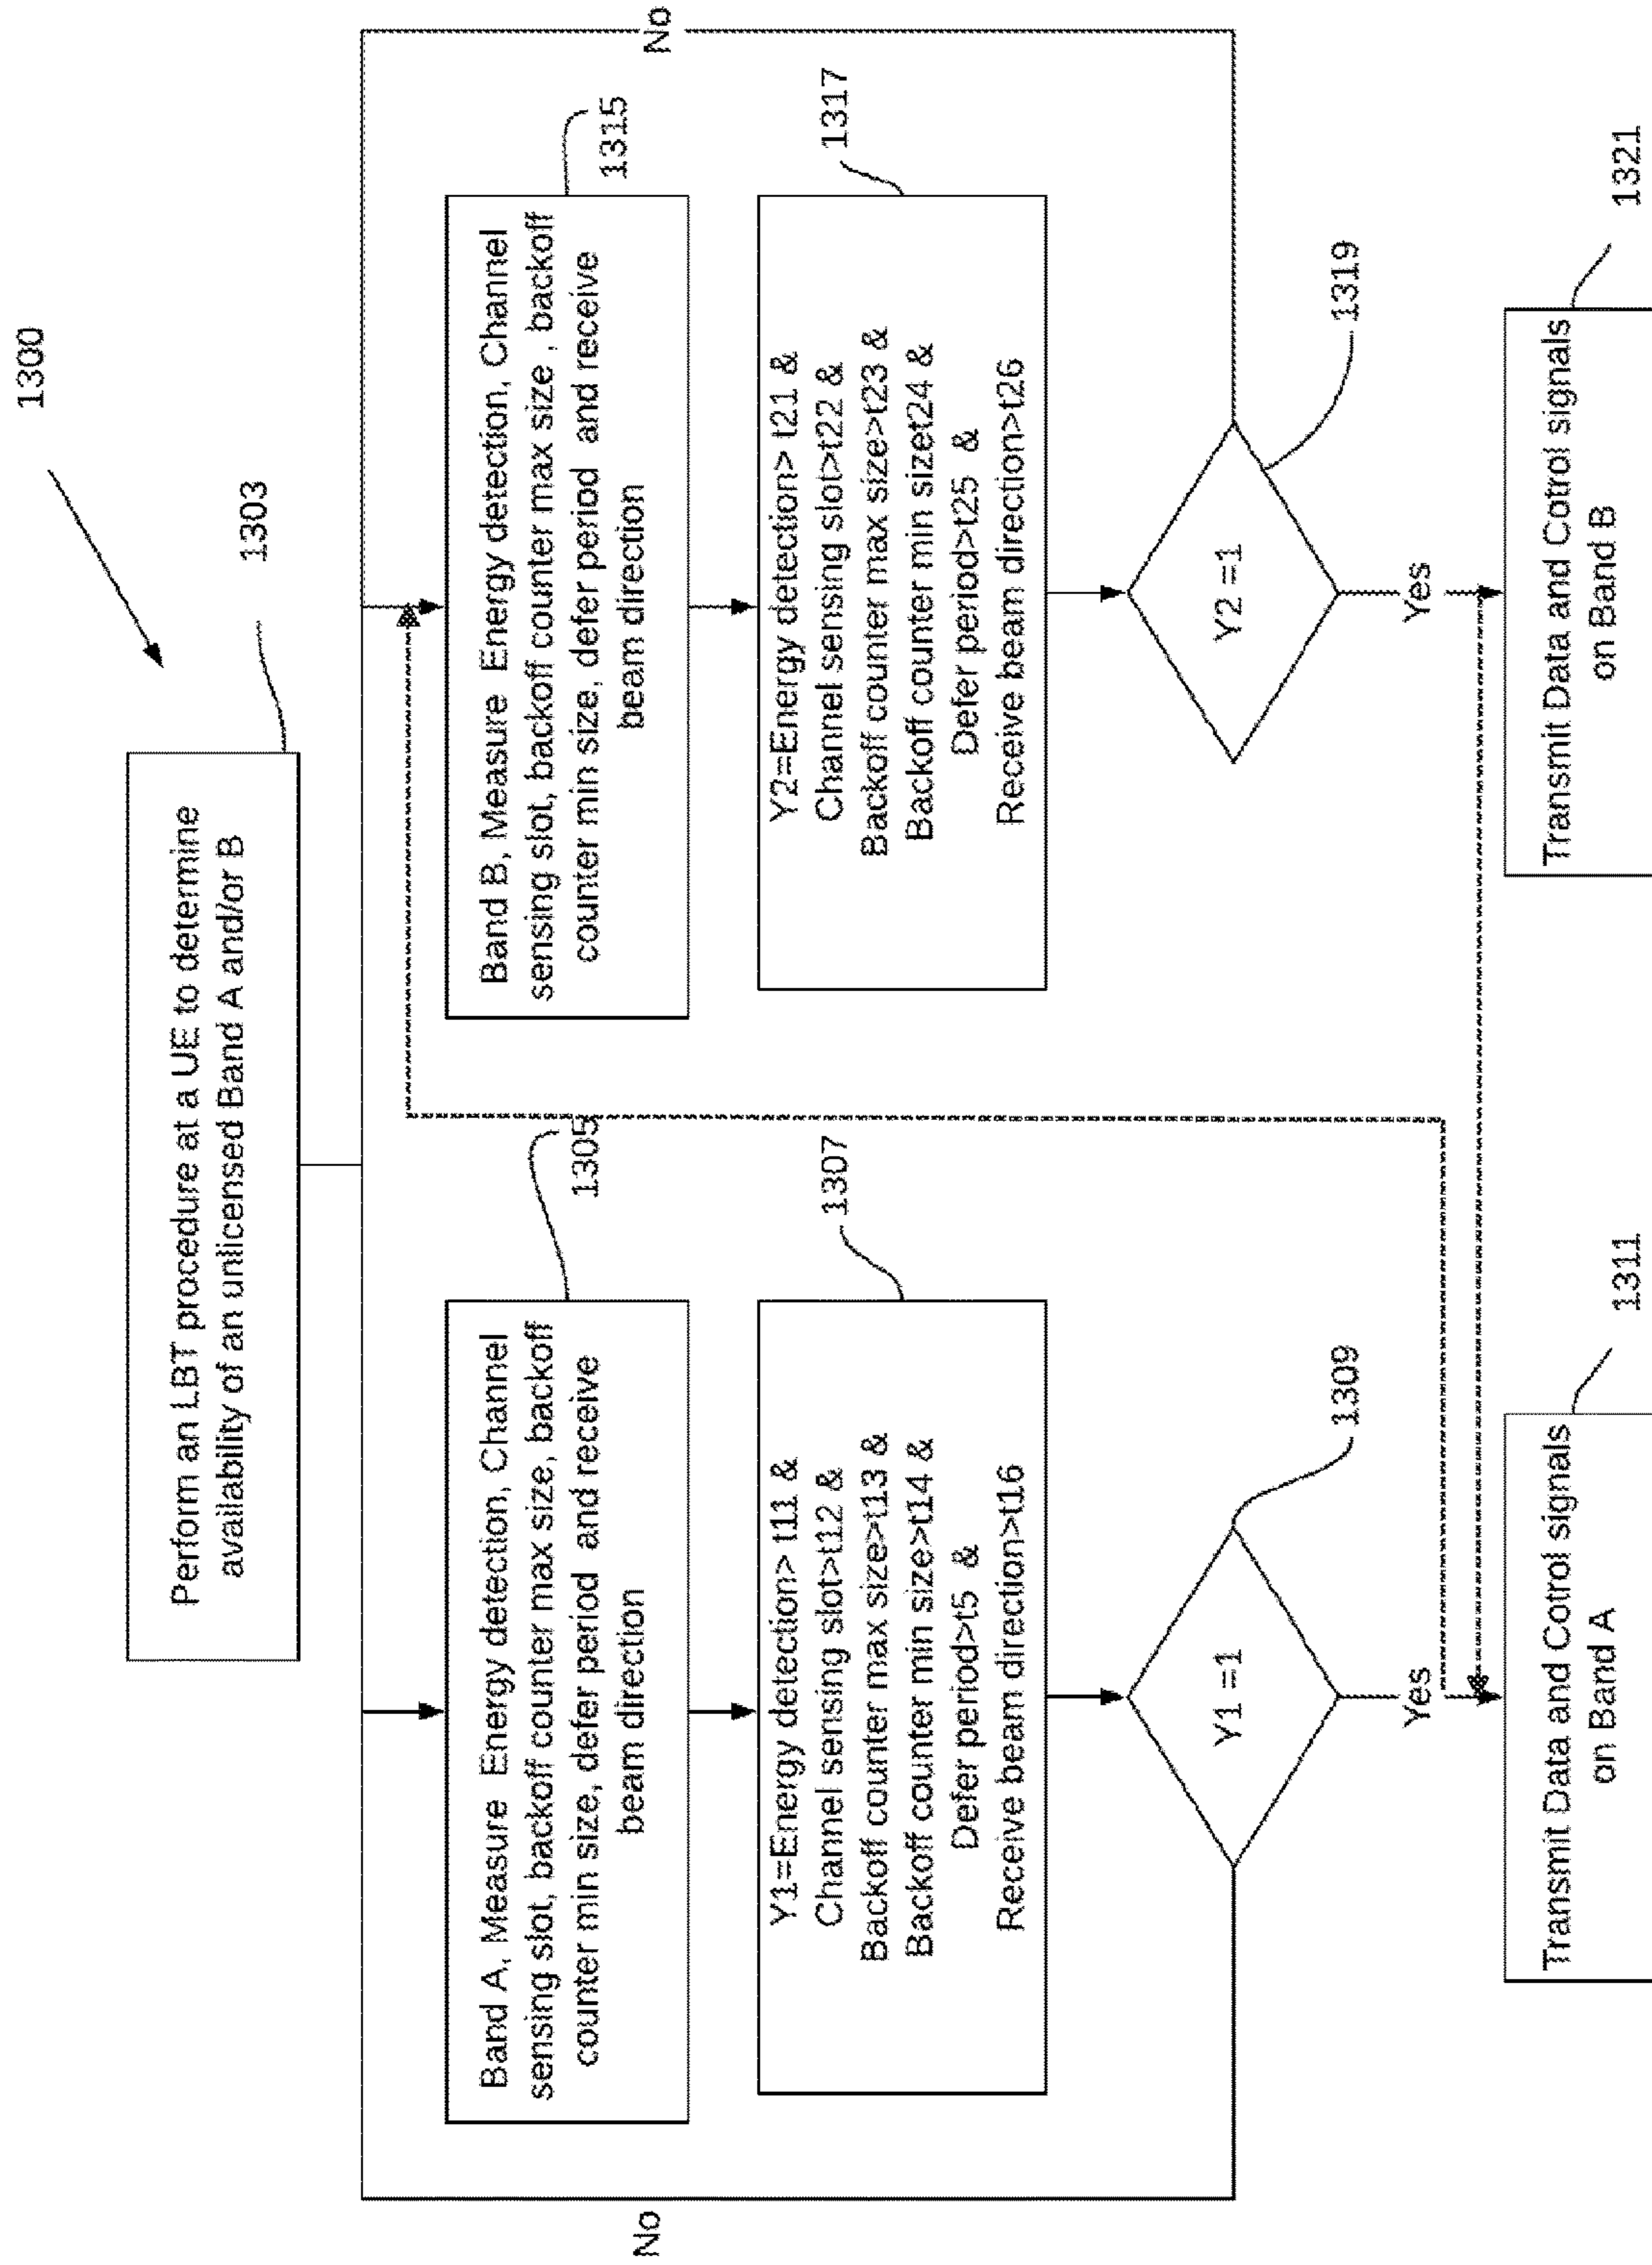 1300
Perform an LBT procedure at a UE to determine
availability of an unlicensed Band A and/or B
1303
Band A, Measure Energy detection, Channel
sensing slot, backoff counter max size, backoff
counter min size, defer period and receive
beam direction
1305
Y1=Energy detection> t11 &
Channel sensing slot>t12 &
Backoff counter max size>t13 &
Backoff counter min size>t14 &
Defer period>t5 &
Receive beam direction>t16
1307
Y1 =1
1309
No
Yes
Transmit Data and Cotrol signals
on Band A
1311
Band B, Measure Energy detection, Channel
sensing slot, backoff counter max size , backoff
counter min size, defer period and receive
beam direction
1315
Y2=Energy detection> t21 &
Channel sensing slot>t22 &
Backoff counter max size>t23 &
Backoff counter min sizet24 &
Defer period>t25 &
Receive beam direction>t26
1317
Y2 =1
1319
No
Yes
Transmit Data and Cotrol signals
on Band B
1321